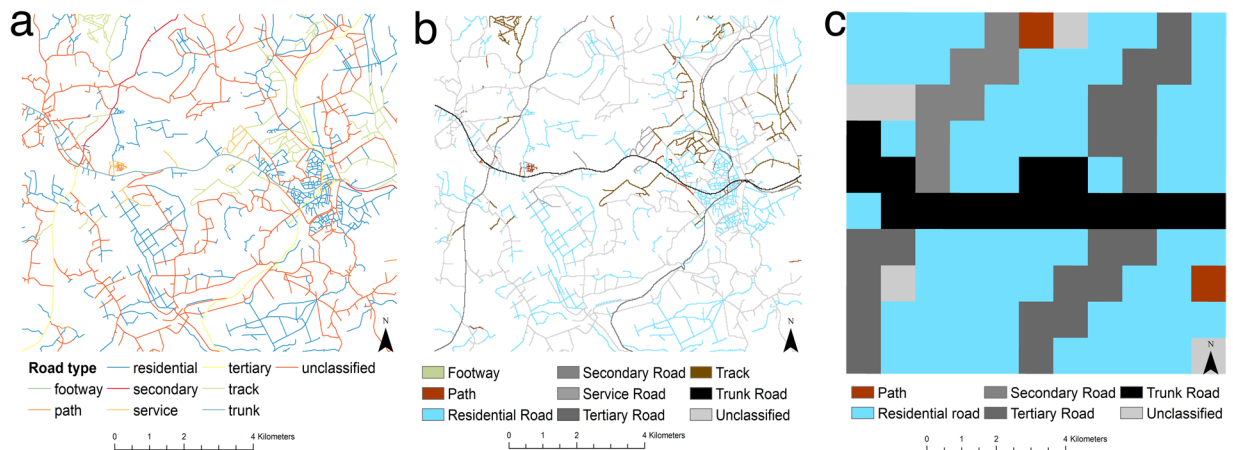 a
b
c
N
N
N
Road type
residential
tertiary
unclassified
footway
secondary
track
path
service
trunk
0 2 4 Kilometers
Footway
Secondary Road
Track
Path
Service Road
Trunk Road
Residential Road
Tertiary Road
Unclassified
0 2 4 Kilometers
Path
Secondary Road
Trunk Road
Residential road
Tertiary Road
Unclassified
0 1 2 4 Kilometers